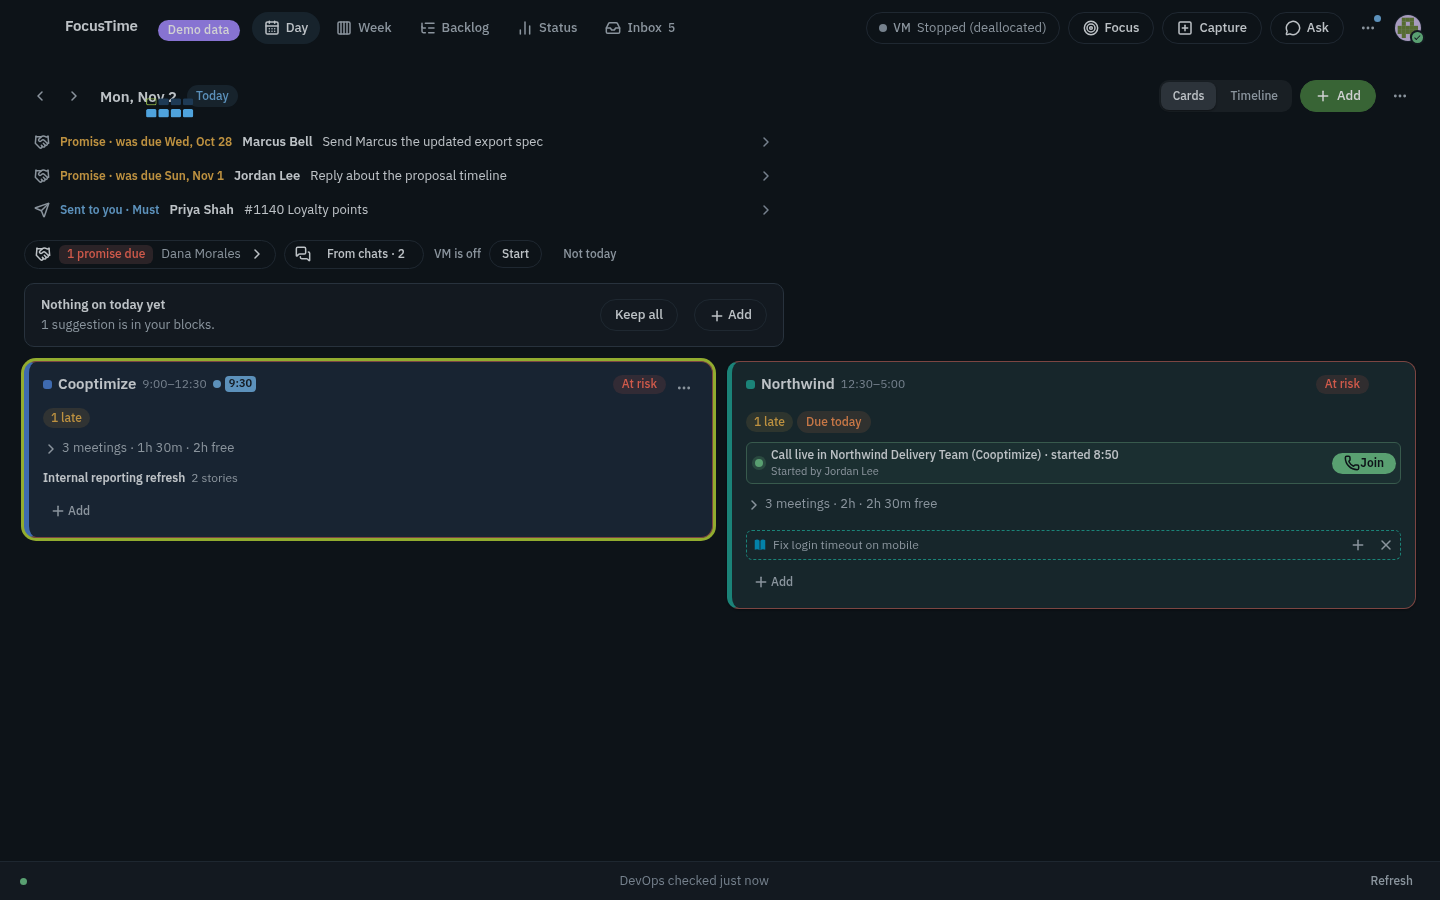 FocusTime
Demo data
Day
Week
Backlog
Status
Inbox 5
VM Stopped (deallocated)
Focus
Capture
Ask
Mon, Nov 2
Today
Cards
Timeline
Add
Promise · was due Wed, Oct 28 Marcus Bell Send Marcus the updated export spec
Promise · was due Sun, Nov 1 Jordan Lee Reply about the proposal timeline
Sent to you · Must Priya Shah #1140 Loyalty points
1 promise due Dana Morales
From chats · 2
VM is off
Start
Not today
Nothing on today yet
1 suggestion is in your blocks.
Keep all
Add
Cooptimize 9:00–12:30 9:30
At risk
1 late
3 meetings · 1h 30m · 2h free
Internal reporting refresh 2 stories
Add
Northwind 12:30–5:00
At risk
1 late
Due today
Call live in Northwind Delivery Team (Cooptimize) · started 8:50
Started by Jordan Lee
Join
3 meetings · 2h · 2h 30m free
Fix login timeout on mobile
Add
DevOps checked just now
Refresh